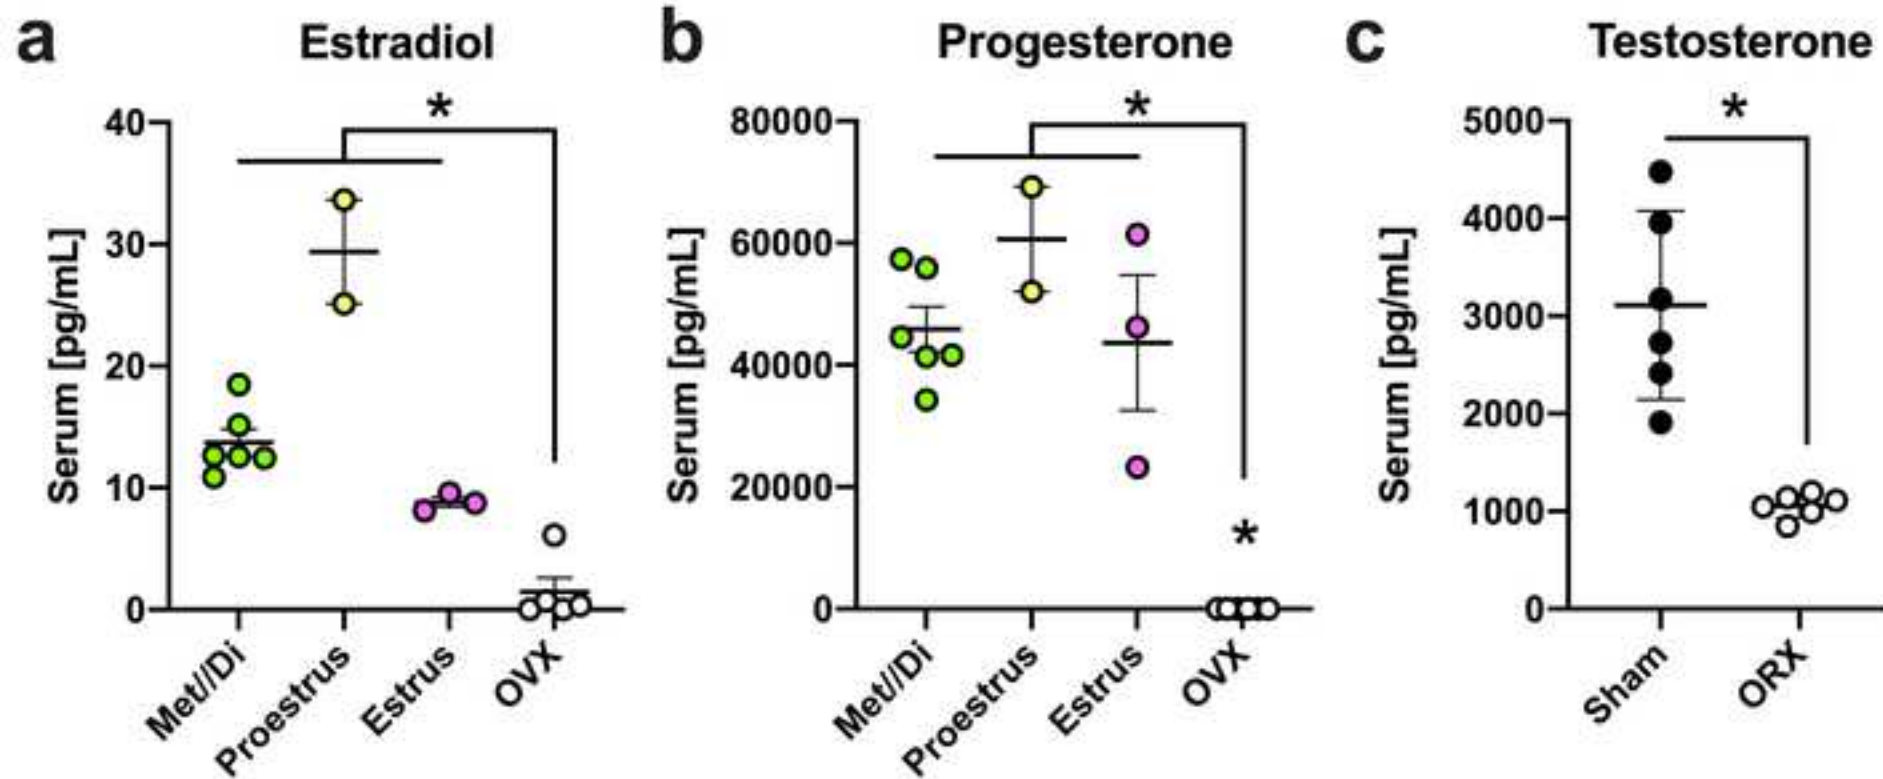 a
Estradiol
*
40
30
20
10
0
Serum [pg/mL]
Met//Di
Proestrus
Estrus
OVX
b
Progesterone
*
80000
60000
40000
20000
0
Serum [pg/mL]
*
Met//Di
Proestrus
Estrus
OVX
c
Testosterone
*
5000
4000
3000
2000
1000
0
Serum [pg/mL]
Sham
ORX